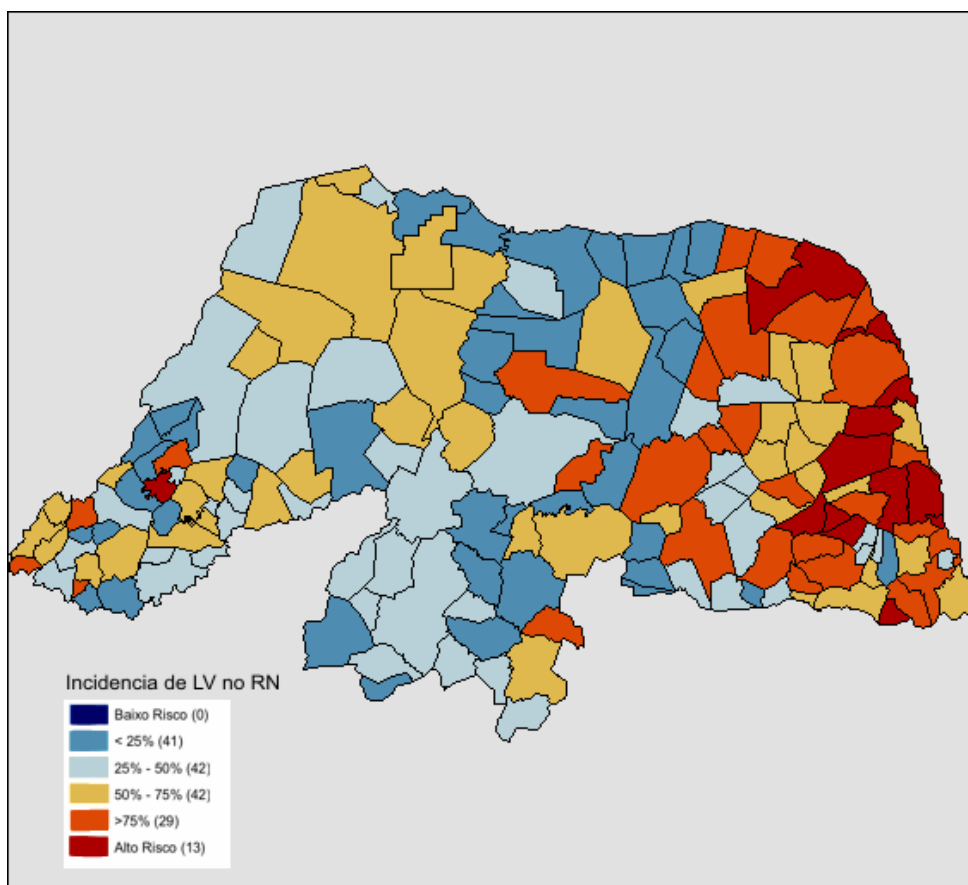 Incidencia de LV no RN
Baixo Risco (0)
< 25% (41)
25% - 50% (42)
50% - 75% (42)
>75% (29)
Alto Risco (13)